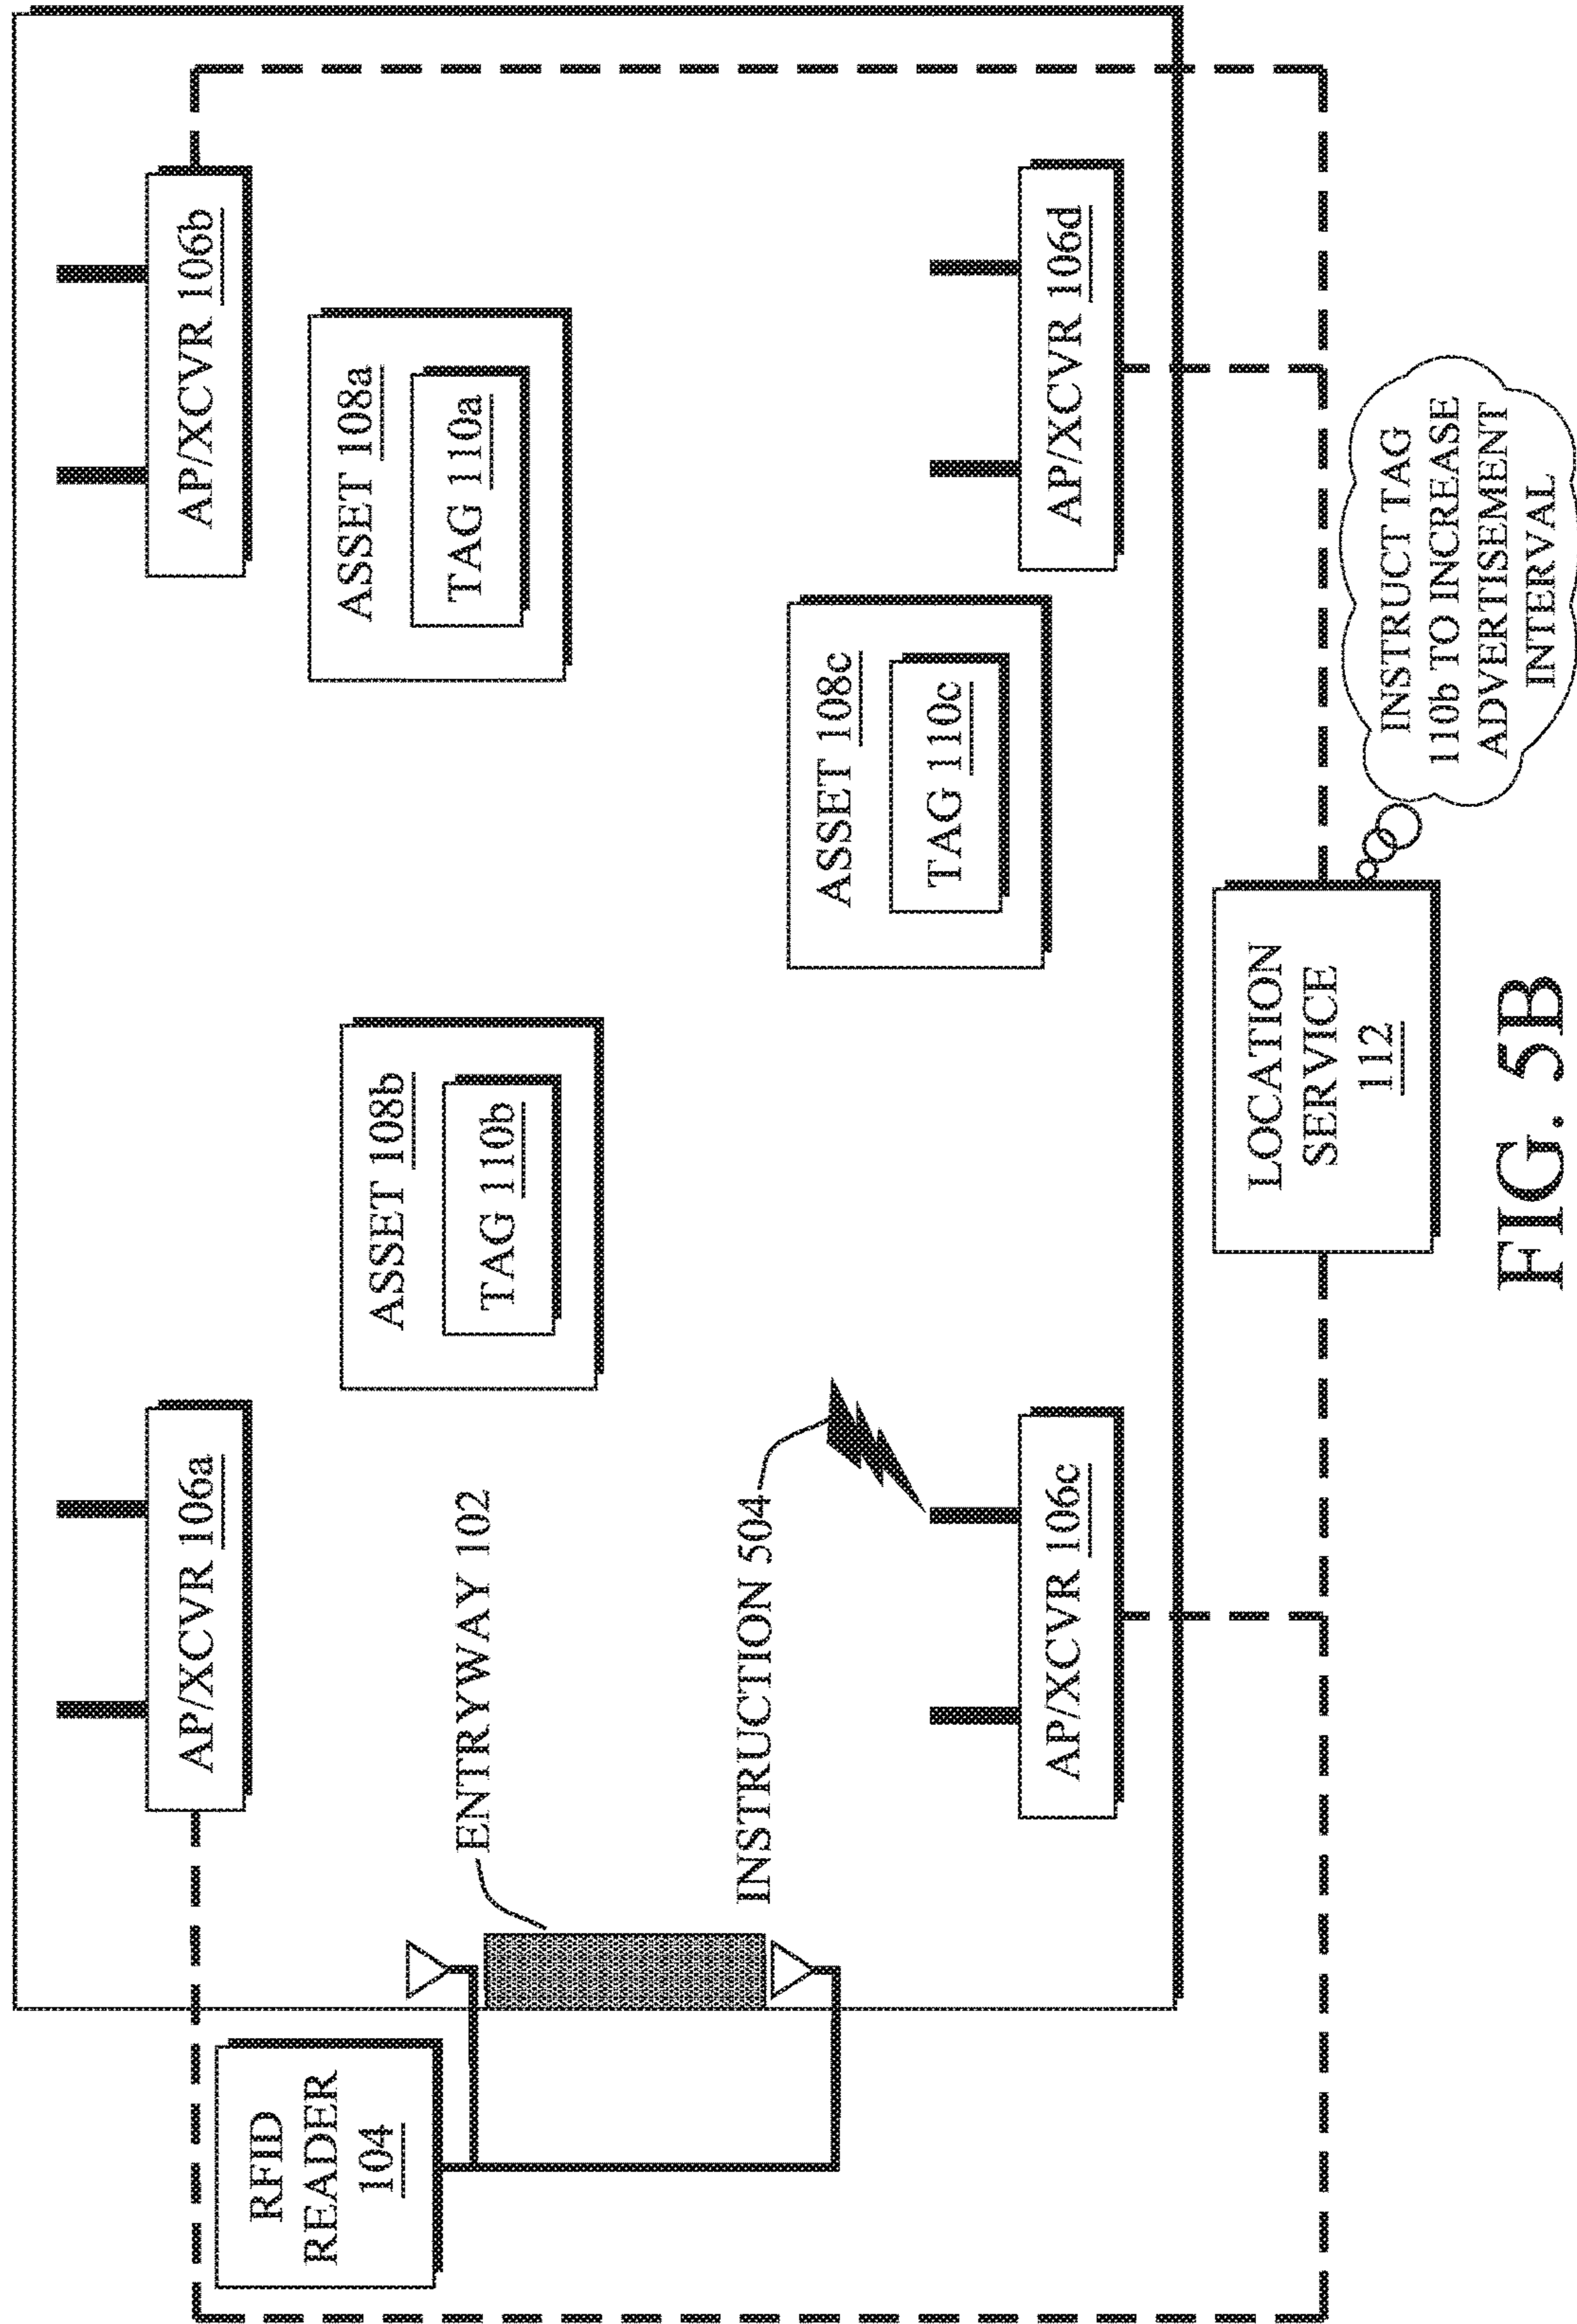 RFID
READER
104
AP/XCVR 106a
AP/XCVR 106b
ENTRYWAY 102
ASSET 108b
TAG 110b
ASSET 108a
TAG 110a
INSTRUCTION 504
ASSET 108c
TAG 110c
AP/XCVR 106c
AP/XCVR 106d
LOCATION
SERVICE
112
INSTRUCT TAG
110b TO INCREASE
ADVERTISEMENT
INTERVAL
FIG. 5B